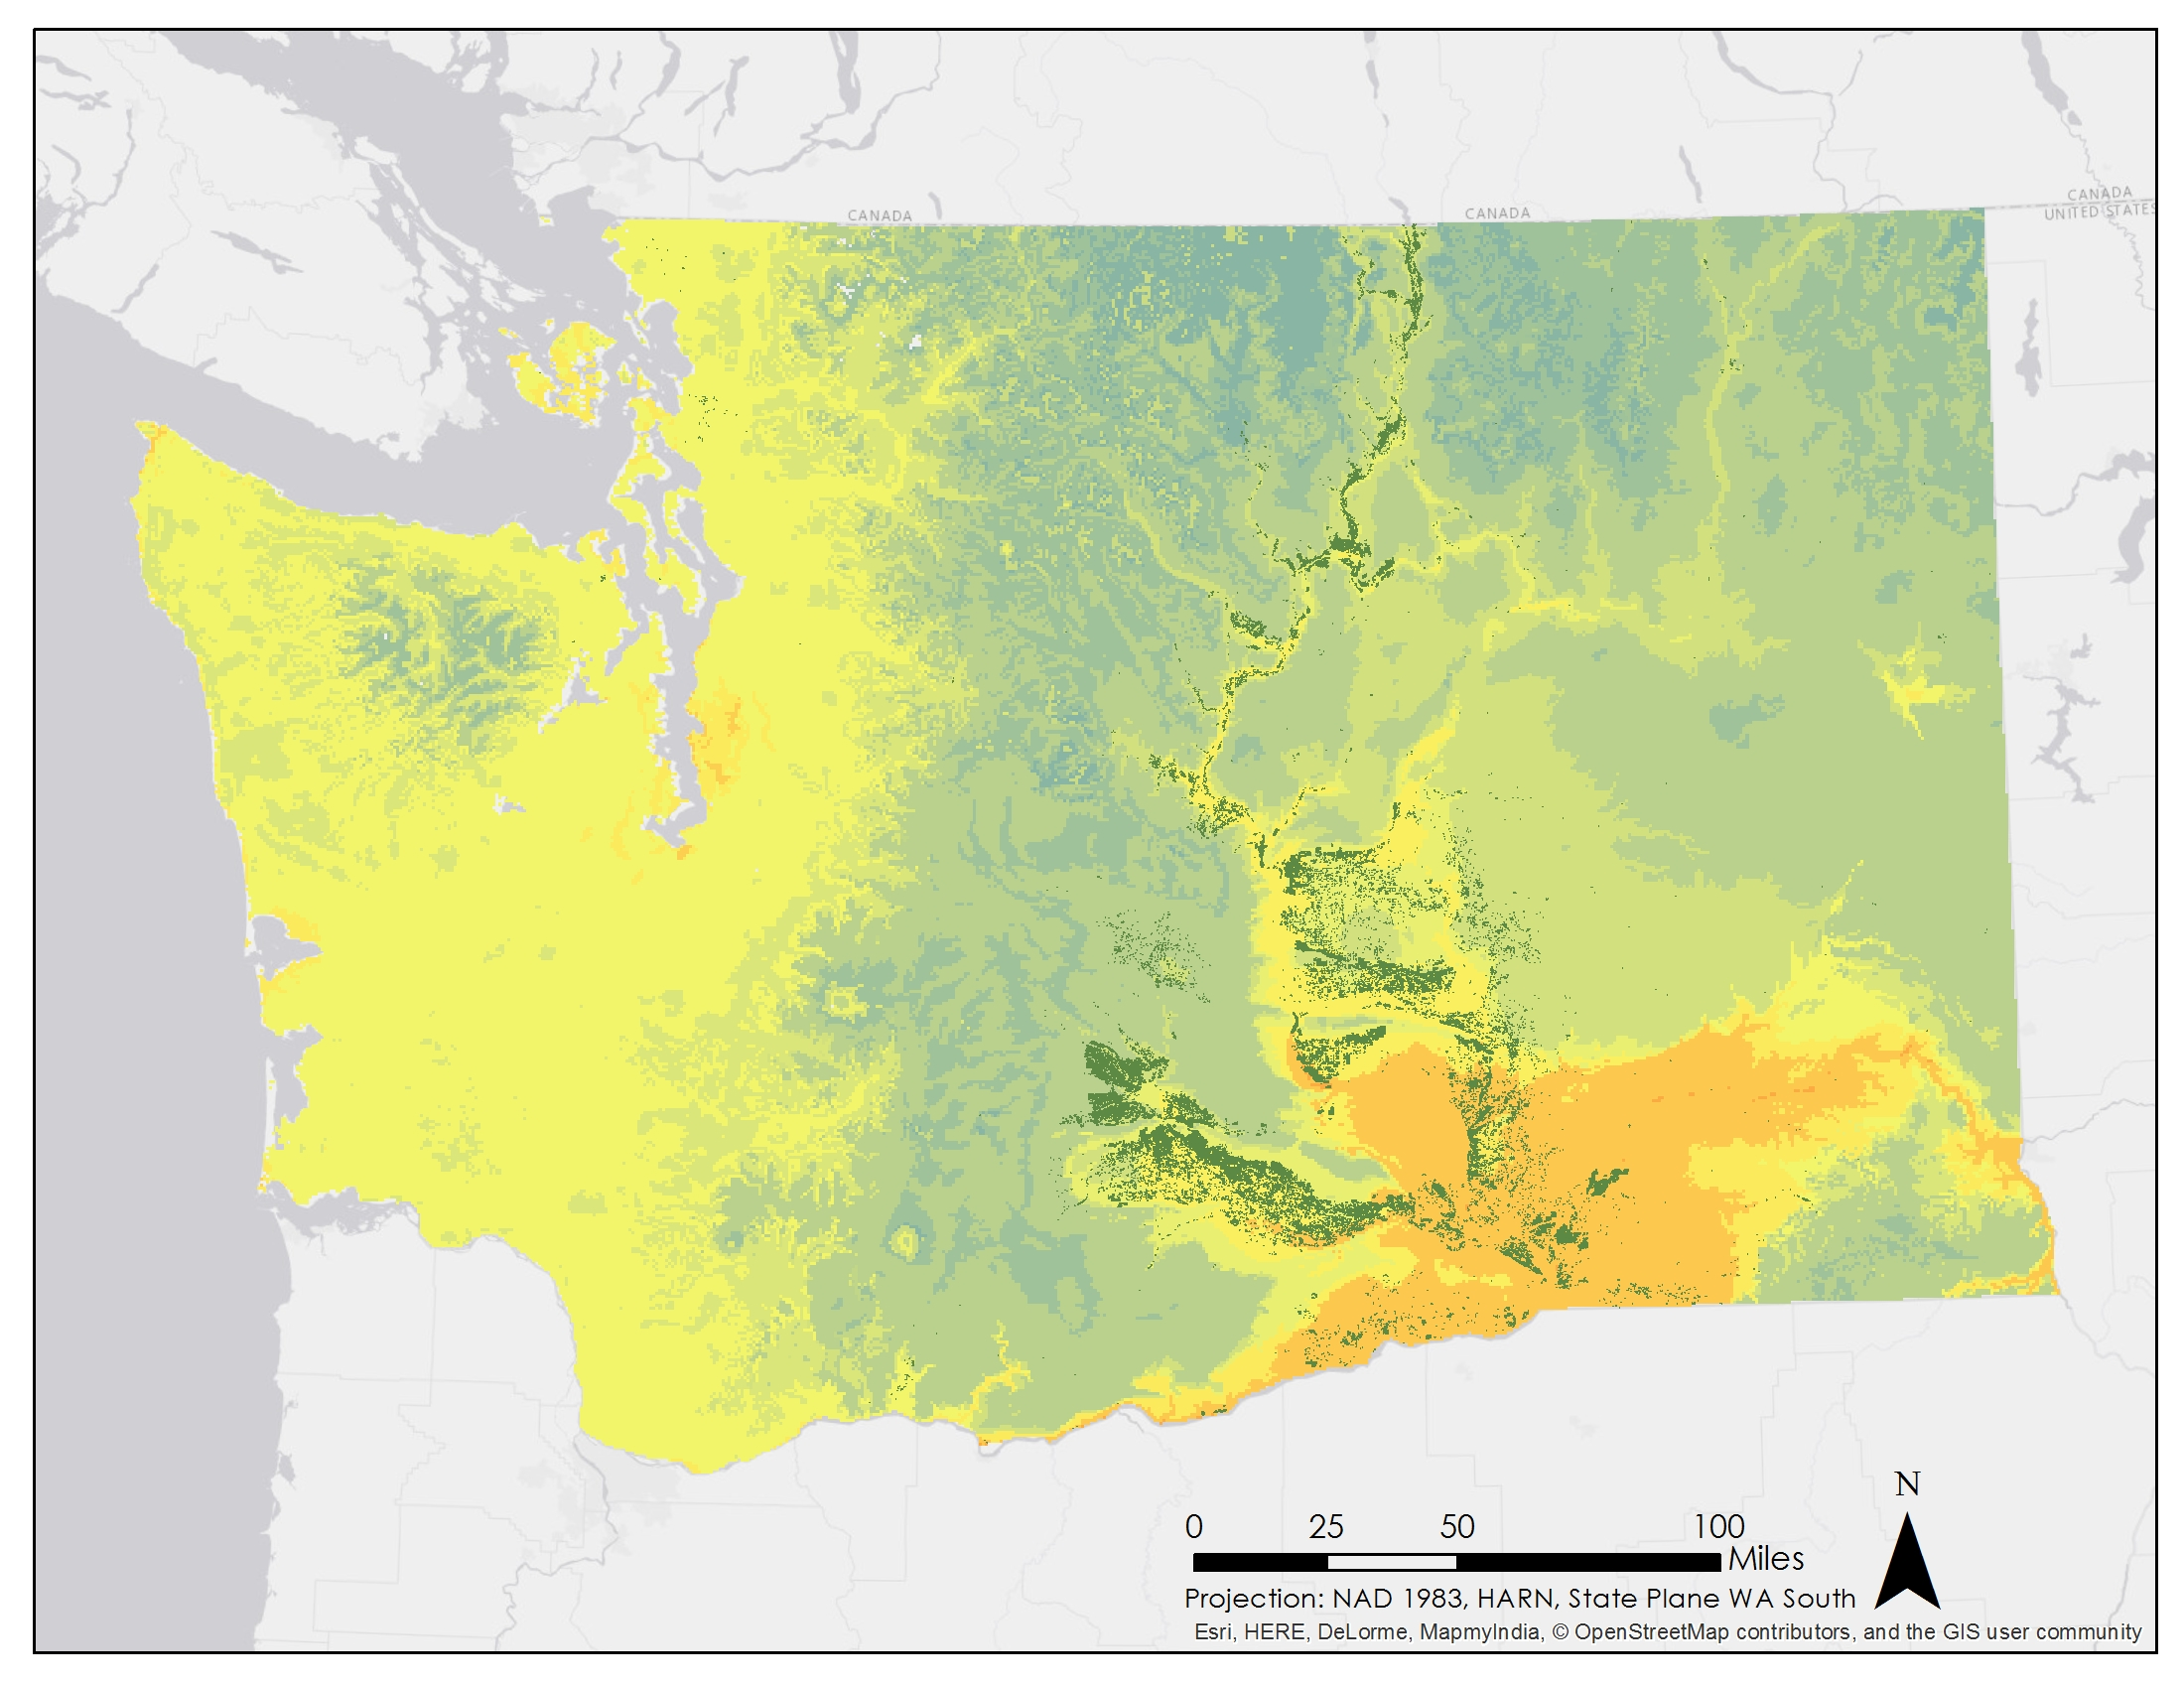 CANADA
UNITED STATES
CANADA
CANADA
N
0 25 50 100
Miles
Projection: NAD 1983, HARN, State Plane WA South
Esri, HERE, DeLorme, MapmyIndia, © OpenStreetMap contributors, and the GIS user community